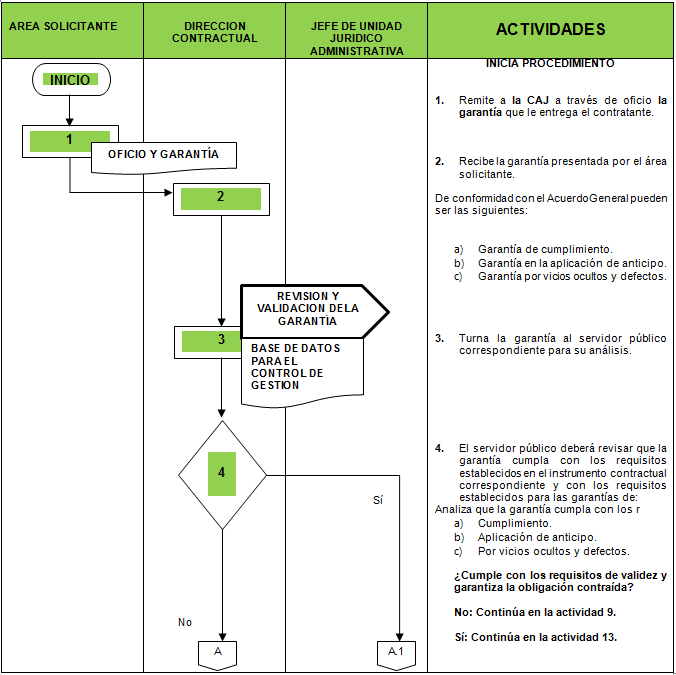 AREA SOLICITANTE
DIRECCION
CONTRACTUAL
JEFE DE UNIDAD
JURIDICO
ADMINISTRATIVA
ACTIVIDADES
INICIO
1
OFICIO Y GARANTÍA
2
REVISION Y
VALIDACION DE LA
GARANTÍA
3
BASE DE DATOS
PARA EL
CONTROL DE
GESTION
4
Sí
No
A
A.1
INICIA PROCEDIMIENTO
1. Remite a la CAJ a través de oficio la
garantía que le entrega el contratante.
2. Recibe la garantía presentada por el área
solicitante.
De conformidad con el Acuerdo General pueden
ser las siguientes:
a) Garantía de cumplimiento.
b) Garantía en la aplicación de anticipo.
c) Garantía por vicios ocultos y defectos.
3. Turna la garantía al servidor público
correspondiente para su análisis.
4. El servidor público deberá revisar que la
garantía cumpla con los requisitos
establecidos en el instrumento contractual
correspondiente y con los requisitos
establecidos para las garantías de:
Analiza que la garantía cumpla con los r
a) Cumplimiento.
b) Aplicación de anticipo.
c) Por vicios ocultos y defectos.
¿Cumple con los requisitos de validez y
garantiza la obligación contraída?
No: Continúa en la actividad 9.
Sí: Continúa en la actividad 13.